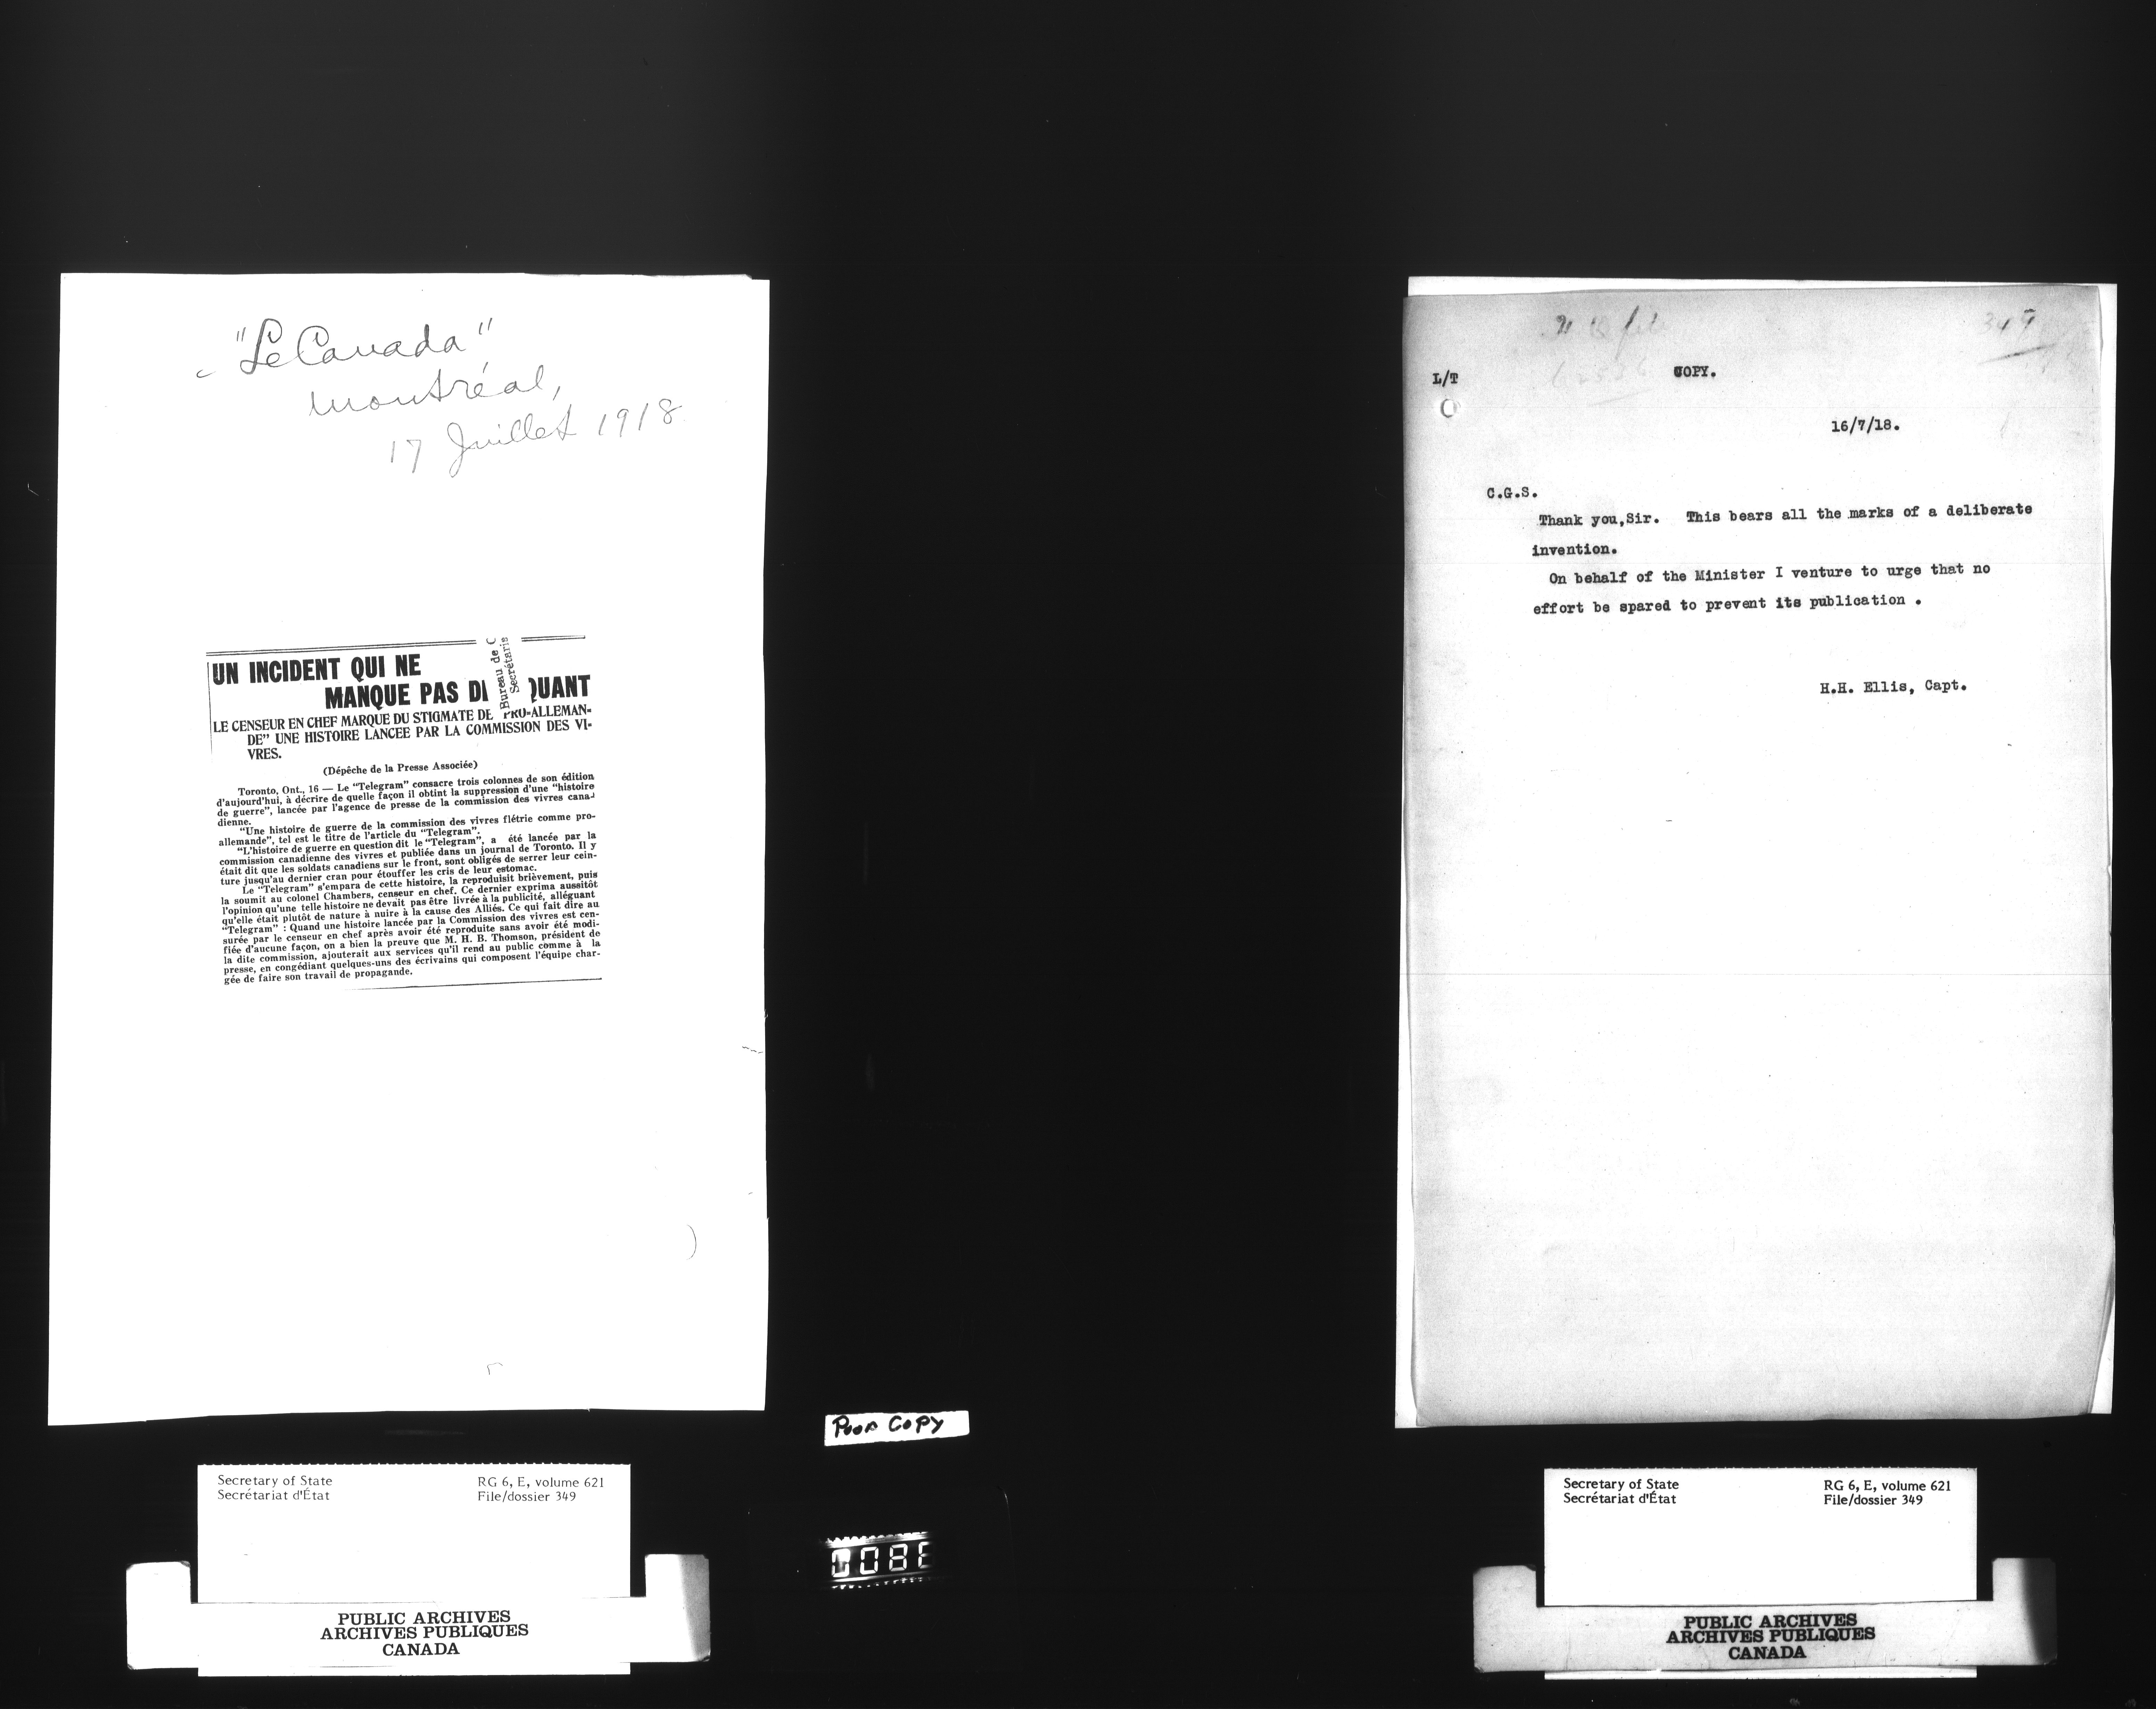 "Le Canada"
Montréal,
17 Juillet 1918
Bureau de C
Secrétaris
UN INCIDENT QUI NE
MANQUE PAS DE QUANT
LE CENSEUR EN CHEF MARQUE DU STIGMATE DE PRO-ALLEMAN-
DE" UNE HISTOIRE LANCEE PAR LA COMMISSION DES VI-
VRES.
(Dépêche de la Presse Associée)
Toronto, Ont., 16 — Le "Telegram" consacre trois colonnes de son édition
d'aujourd'hui, à décrire de quelle façon il obtint la suppression d'une "histoire
de guerre", lancée par l'agence de presse de la commission des vivres cana-
dienne.
"Une histoire de guerre de la commission des vivres flétrie comme pro-
allemande", tel est le titre de l'article du "Telegram".
"L'histoire de guerre en question dit le "Telegram", a été lancée par la
commission canadienne des vivres et publiée dans un journal de Toronto. Il y
était dit que les soldats canadiens sur le front, sont obligés de serrer leur cein-
ture jusqu'au dernier cran pour étouffer les cris de leur estomac.
Le "Telegram" s'empara de cette histoire, la reproduisit brièvement, puis
la soumit au colonel Chambers, censeur en chef. Ce dernier exprima aussitôt
l'opinion qu'une telle histoire ne devait pas être livrée à la publicité, alléguant
qu'elle était plutôt de nature à nuire à la cause des Alliés. Ce qui fait dire au
"Telegram" : Quand une histoire lancée par la Commission des vivres est cen-
surée par le censeur en chef après avoir été reproduite sans avoir été modi-
fiée d'aucune façon, on a bien la preuve que M. H. B. Thomson, président de
la dite commission, ajouterait aux services qu'il rend au public comme à la
presse, en congédiant quelques-uns des écrivains qui composent l'équipe char-
gée de faire son travail de propagande.
Secretary of State
Secrétariat d'État
RG 6, E, volume 621
File/dossier 349
PUBLIC ARCHIVES
ARCHIVES PUBLIQUES
CANADA
Poor Copy
008
349
L/T
COPY.
16/7/18.
C.G.S.
Thank you,Sir. This bears all the marks of a deliberate
invention.
On behalf of the Minister I venture to urge that no
effort be spared to prevent its publication .
H.H. Ellis, Capt.
Secretary of State
Secrétariat d'État
RG 6, E, volume 621
File/dossier 349
PUBLIC ARCHIVES
ARCHIVES PUBLIQUES
CANADA